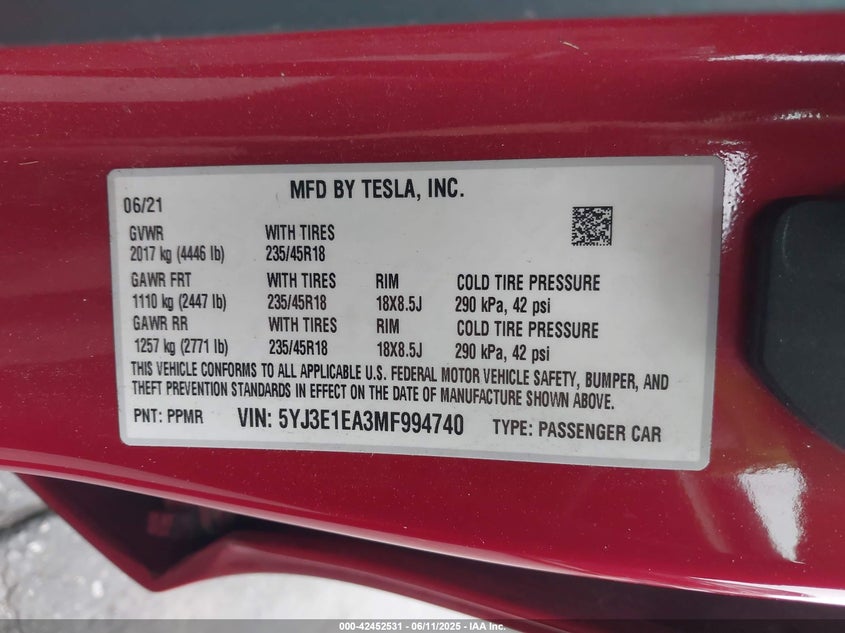 MFD BY TESLA, INC.
06/21
GVWR WITH TIRES
2017 kg (4446 lb) 235/45R18
GAWR FRT WITH TIRES RIM COLD TIRE PRESSURE
1110 kg (2447 lb) 235/45R18 18X8.5J 290 kPa, 42 psi
GAWR RR WITH TIRES RIM COLD TIRE PRESSURE
1257 kg (2771 lb) 235/45R18 18X8.5J 290 kPa, 42 psi
THIS VEHICLE CONFORMS TO ALL APPLICABLE U.S. FEDERAL MOTOR VEHICLE SAFETY, BUMPER, AND
THEFT PREVENTION STANDARDS IN EFFECT ON THE DATE OF MANUFACTURE SHOWN ABOVE.
PNT: PPMR VIN: 5YJ3E1EA3MF994740 TYPE: PASSENGER CAR
000-42452531 - 06/11/2025 - IAA Inc.